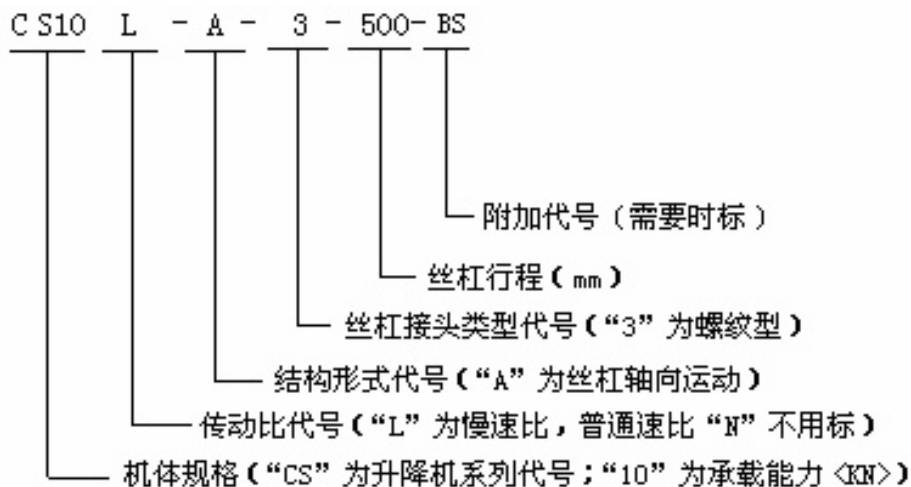 CS10 L - A - 3 - 500 - BS
附加代号（需要时标）
丝杠行程(mm)
丝杠接头类型代号(“3”为螺纹型)
结构形式代号(“A”为丝杠轴向运动)
传动比代号(“L”为慢速比，普通速比“N”不用标)
机体规格(“CS”为升降机系列代号；“10”为承载能力〈KN〉)